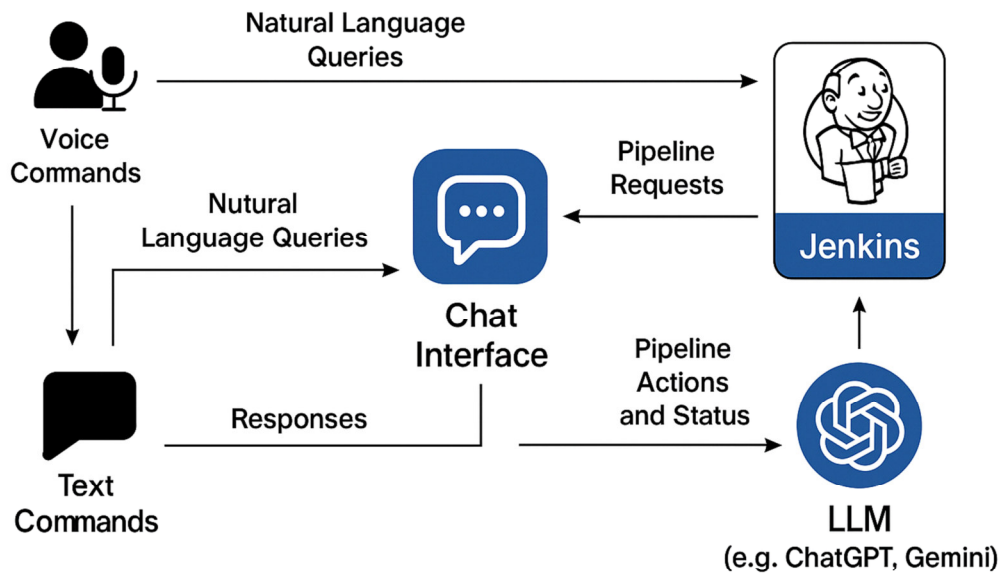 Natural Language
Queries
Voice
Commands
Pipeline
Requests
Nutural
Language Queries
Jenkins
Chat
Interface
Pipeline
Actions
and Status
Responses
Text
Commands
LLM
(e.g. ChatGPT, Gemini)